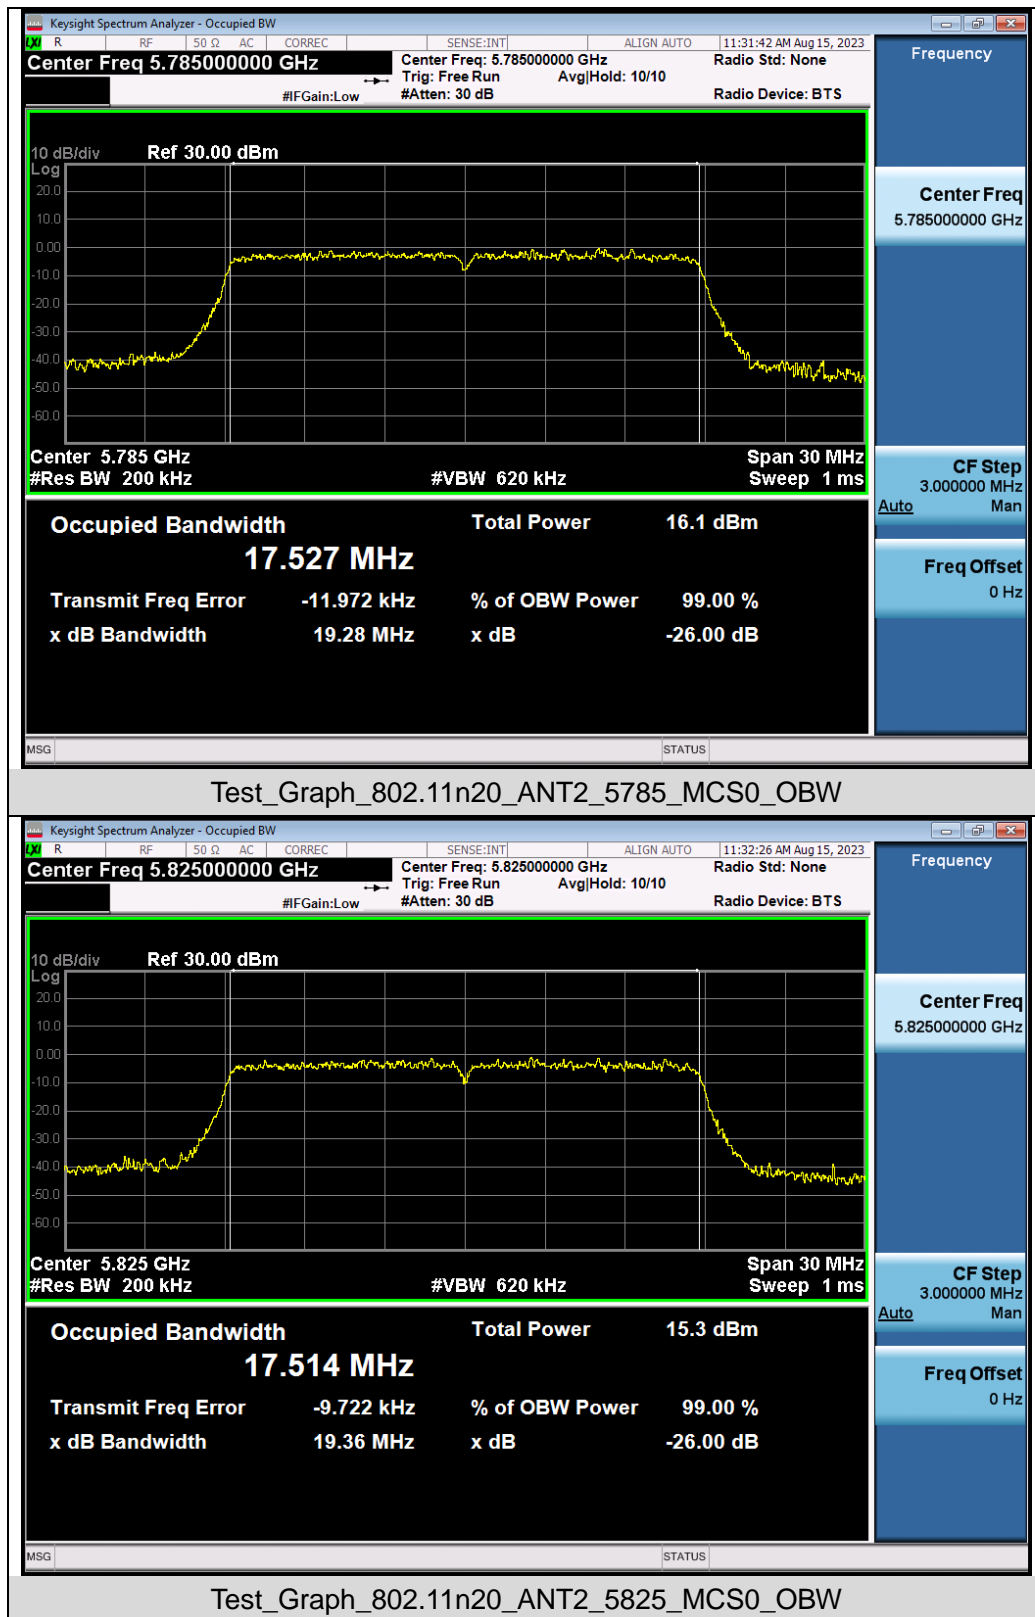 Keysight Spectrum Analyzer - Occupied BW
LXI R RF 50 Ω AC CORREC SENSE:INT ALIGN AUTO 11:31:42 AM Aug 15, 2023
Center Freq 5.785000000 GHz
Center Freq: 5.785000000 GHz
Radio Std: None
Trig: Free Run Avg|Hold: 10/10
#IFGain:Low #Atten: 30 dB Radio Device: BTS
Frequency
10 dB/div Ref 30.00 dBm
Log
20.0
10.0
0.00
-10.0
-20.0
-30.0
-40.0
-50.0
-60.0
Center 5.785 GHz Span 30 MHz
#Res BW 200 kHz #VBW 620 kHz Sweep 1 ms
Center Freq
5.785000000 GHz
CF Step
3.000000 MHz
Auto Man
Freq Offset
0 Hz
Occupied Bandwidth Total Power 16.1 dBm
17.527 MHz
Transmit Freq Error -11.972 kHz % of OBW Power 99.00 %
x dB Bandwidth 19.28 MHz x dB -26.00 dB
MSG STATUS
Test_Graph_802.11n20_ANT2_5785_MCS0_OBW
Keysight Spectrum Analyzer - Occupied BW
LXI R RF 50 Ω AC CORREC SENSE:INT ALIGN AUTO 11:32:26 AM Aug 15, 2023
Center Freq 5.825000000 GHz
Center Freq: 5.825000000 GHz
Radio Std: None
Trig: Free Run Avg|Hold: 10/10
#IFGain:Low #Atten: 30 dB Radio Device: BTS
Frequency
10 dB/div Ref 30.00 dBm
Log
20.0
10.0
0.00
-10.0
-20.0
-30.0
-40.0
-50.0
-60.0
Center 5.825 GHz Span 30 MHz
#Res BW 200 kHz #VBW 620 kHz Sweep 1 ms
Center Freq
5.825000000 GHz
CF Step
3.000000 MHz
Auto Man
Freq Offset
0 Hz
Occupied Bandwidth Total Power 15.3 dBm
17.514 MHz
Transmit Freq Error -9.722 kHz % of OBW Power 99.00 %
x dB Bandwidth 19.36 MHz x dB -26.00 dB
MSG STATUS
Test_Graph_802.11n20_ANT2_5825_MCS0_OBW